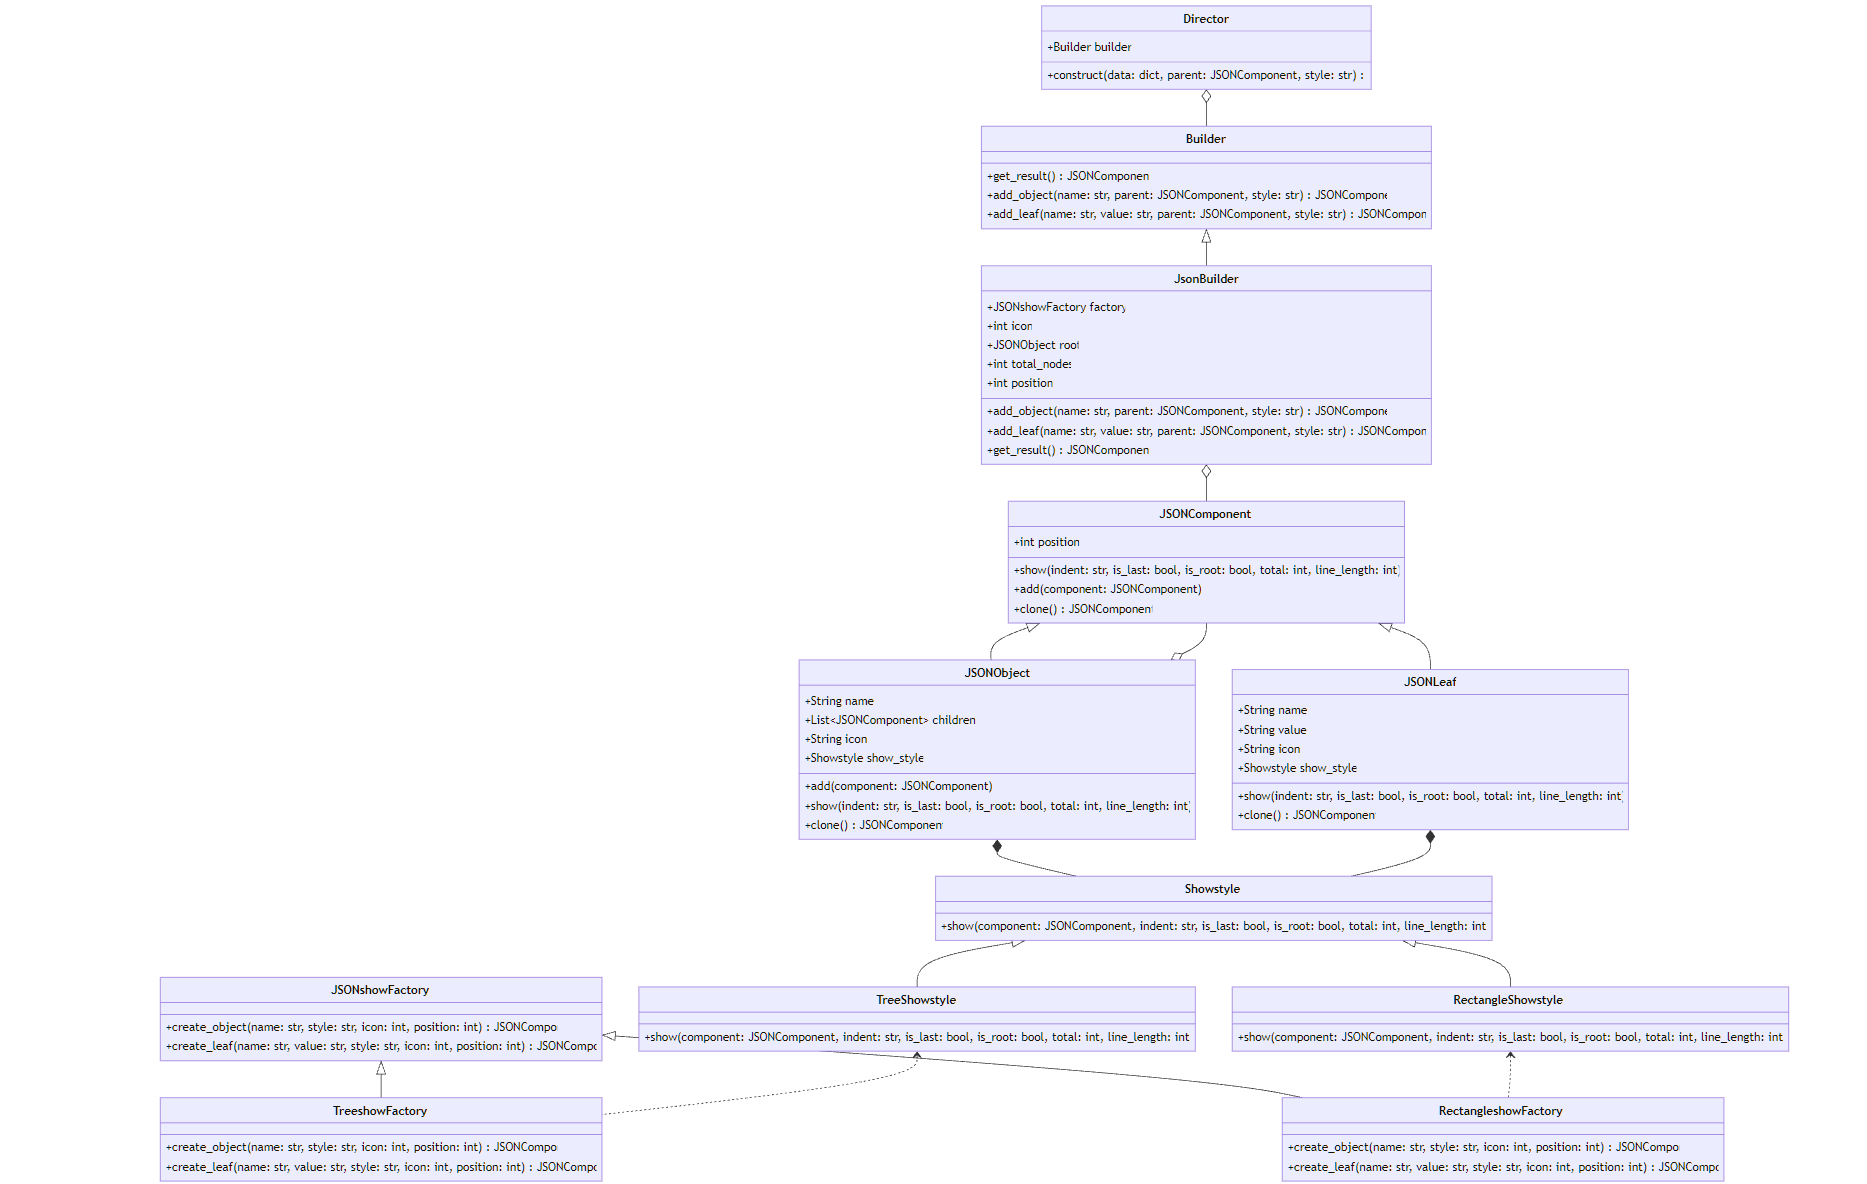 Director
+Builder builder
+construct(data: dict, parent: JSONComponent, style: str) :
Builder
+get_result() : JSONComponen
+add_object(name: str, parent: JSONComponent, style: str) : JSONCompone
+add_leaf(name: str, value: str, parent: JSONComponent, style: str) : JSONCompon
JsonBuilder
+JSONshowFactory factory
+int icon
+JSONObject root
+int total_nodes
+int position
+add_object(name: str, parent: JSONComponent, style: str) : JSONCompone
+add_leaf(name: str, value: str, parent: JSONComponent, style: str) : JSONCompon
+get_result() : JSONComponen
JSONComponent
+int position
+show(indent: str, is_last: bool, is_root: bool, total: int, line_length: int)
+add(component: JSONComponent)
+clone() : JSONComponent
JSONObject
+String name
+List<JSONComponent> children
+String icon
+Showstyle show_style
+add(component: JSONComponent)
+show(indent: str, is_last: bool, is_root: bool, total: int, line_length: int)
+clone() : JSONComponent
JSONLeaf
+String name
+String value
+String icon
+Showstyle show_style
+show(indent: str, is_last: bool, is_root: bool, total: int, line_length: int)
+clone() : JSONComponent
Showstyle
+show(component: JSONComponent, indent: str, is_last: bool, is_root: bool, total: int, line_length: int
JSONshowFactory
+create_object(name: str, style: str, icon: int, position: int) : JSONCompo
+create_leaf(name: str, value: str, style: str, icon: int, position: int) : JSONCompo
TreeShowstyle
+show(component: JSONComponent, indent: str, is_last: bool, is_root: bool, total: int, line_length: int
RectangleShowstyle
+show(component: JSONComponent, indent: str, is_last: bool, is_root: bool, total: int, line_length: int
TreeshowFactory
+create_object(name: str, style: str, icon: int, position: int) : JSONCompo
+create_leaf(name: str, value: str, style: str, icon: int, position: int) : JSONCompo
RectangleshowFactory
+create_object(name: str, style: str, icon: int, position: int) : JSONCompo
+create_leaf(name: str, value: str, style: str, icon: int, position: int) : JSONCompo